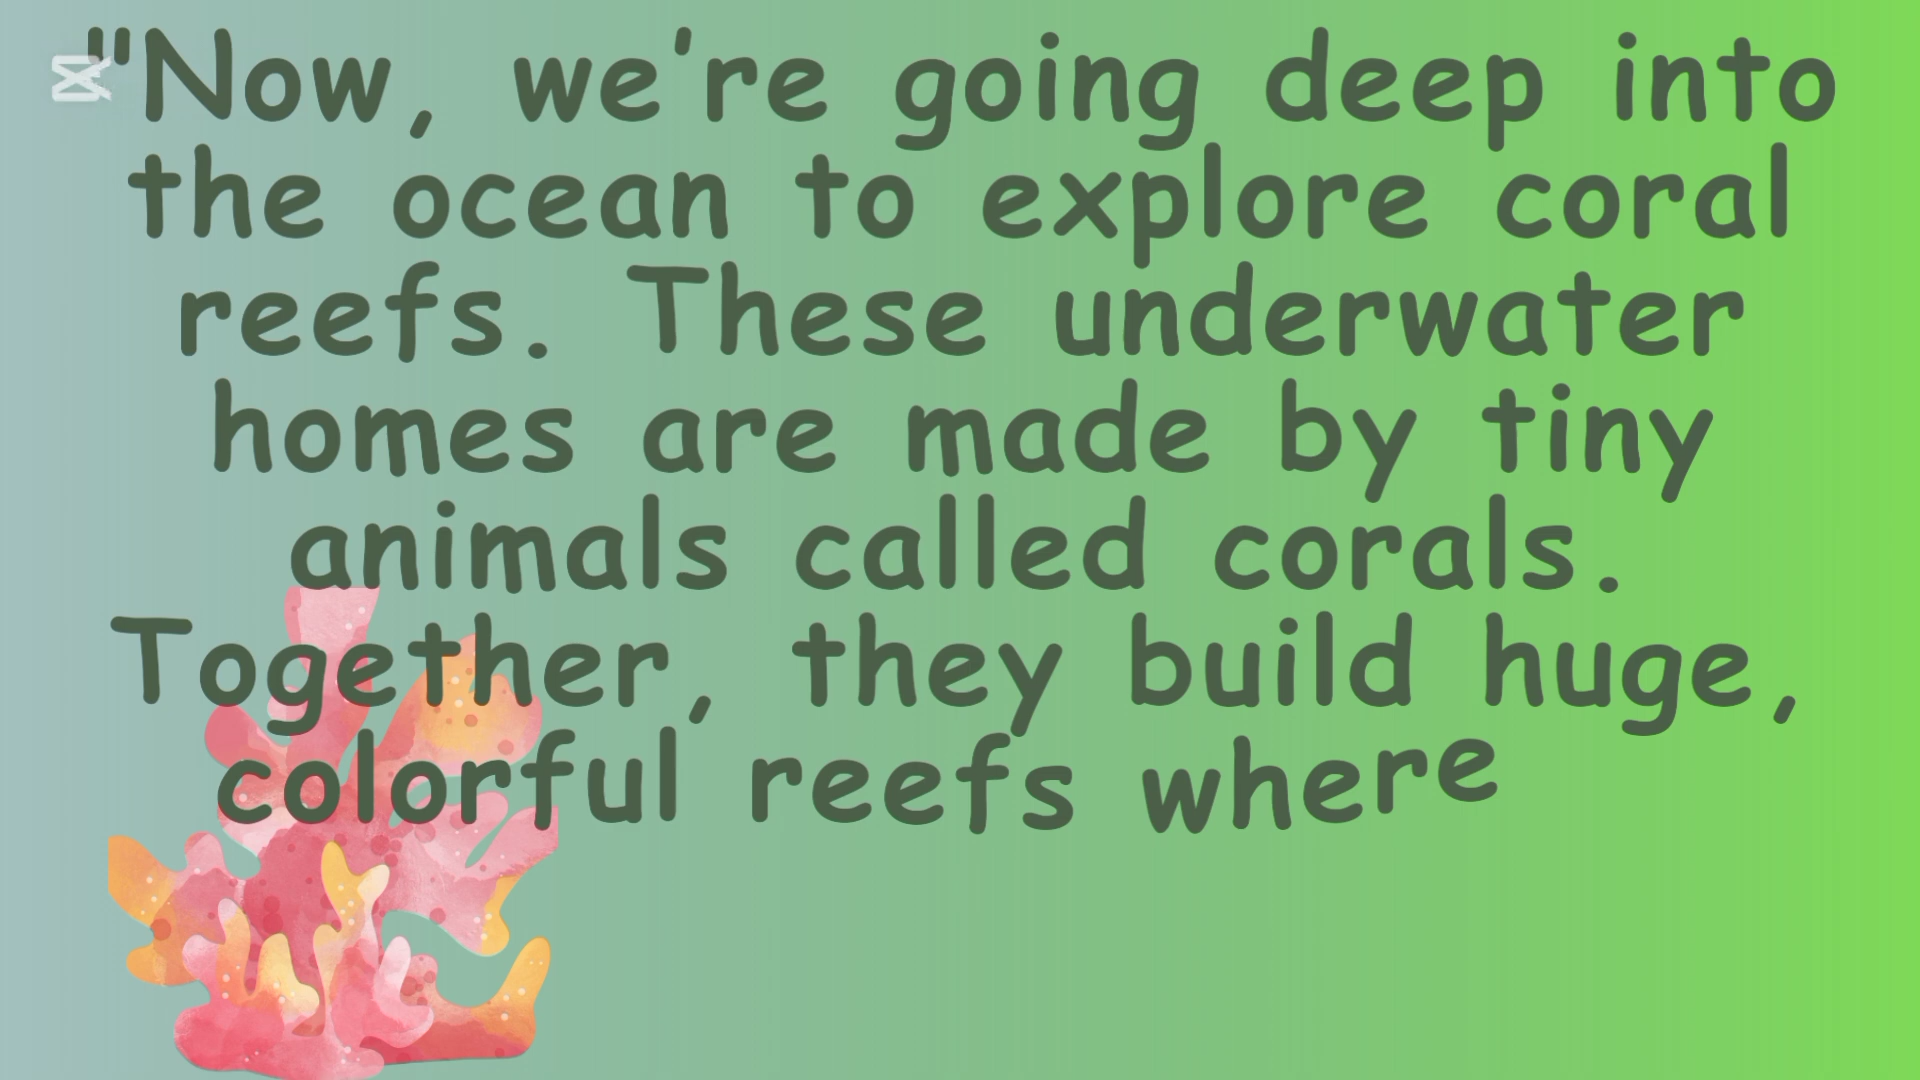 "Now, we're going deep into
the ocean to explore coral
reefs. These underwater
homes are made by tiny
animals called corals.
Together, they build huge,
colorful reefs where